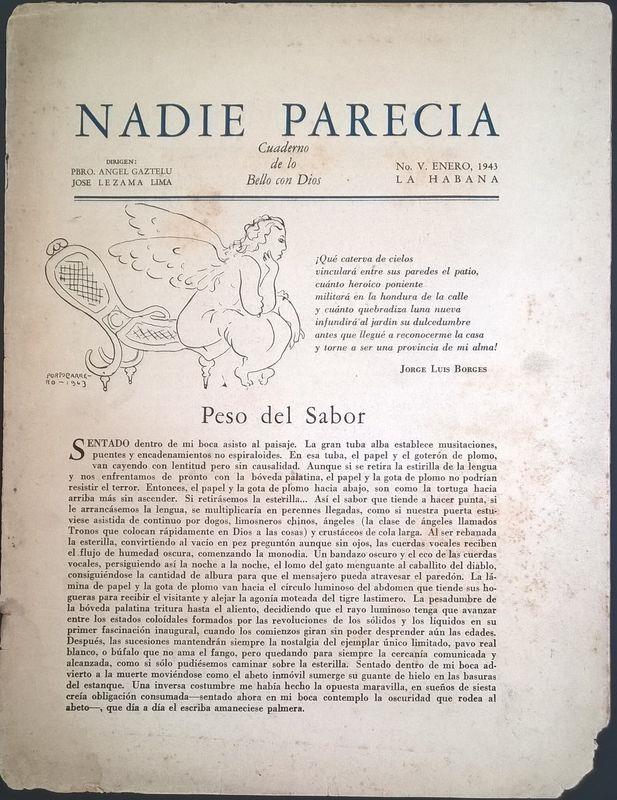 NADIE PARECIA
Cuaderno
de lo
Bello con Dios
DIRIGEN:
PBRO. ANGEL GAZTELU
JOSE LEZAMA LIMA
No. V. ENERO, 1943
LA HABANA
PORTOCARRE-
RO-1943
¡Qué caterva de cielos
vinculará entre sus paredes el patio,
cuánto heroico poniente
militará en la hondura de la calle
y cuánto quebradiza luna nueva
infundirá al jardin su dulcedumbre
antes que llegué a reconocerme la casa
y torne a ser una provincia de mi alma!
JORGE LUIS BORGES
Peso del Sabor
SENTADO dentro de mi boca asisto al paisaje. La gran tuba alba establece musitaciones,
puentes y encadenamientos no espiraloides. En esa tuba, el papel y el goterón de plomo,
van cayendo con lentitud pero sin causalidad. Aunque si se retira la estirilla de la lengua
y nos enfrentamos de pronto con la bóveda palatina, el papel y la gota de plomo no podrían
resistir el terror. Entonces, el papel y la gota de plomo hacia abajo, son como la tortuga hacia
arriba más sin ascender. Si retirásemos la esterilla... Así el sabor que tiende a hacer punta, si
le arrancásemos la lengua, se multiplicaría en perennes llegadas, como si nuestra puerta estu-
viese asistida de continuo por dogos, limosneros chinos, ángeles (la clase de ángeles llamados
Tronos que colocan rápidamente en Dios a las cosas) y crustáceos de cola larga. Al ser rebanada
la esterilla, convirtiendo al vacío en pez preguntón aunque sin ojos, las cuerdas vocales reciben
el flujo de humedad oscura, comenzando la monodia. Un bandazo oscuro y el eco de las cuerdas
vocales, persiguiendo así la noche a la noche, el lomo del gato menguante al caballito del diablo,
consiguiéndose la cantidad de albura para que el mensajero pueda atravesar el paredón. La lá-
mina de papel y la gota de plomo van hacia el círculo luminoso del abdomen que tiende sus ho-
gueras para recibir el visitante y alejar la agonía moteada del tigre lastimero. La pesadumbre de
la bóveda palatina tritura hasta el aliento, decidiendo que el rayo luminoso tenga que avanzar
entre los estados coloídales formados por las revoluciones de los sólidos y los líquidos en su
primer fascinación inaugural, cuando los comienzos giran sin poder desprender aún las edades.
Después, las sucesiones mantendrán siempre la nostalgia del ejemplar único limitado, pavo real
blanco, o búfalo que no ama el fango, pero quedando para siempre la cercanía comunicada y
alcanzada, como si sólo pudiésemos caminar sobre la esterilla. Sentado dentro de mi boca ad-
vierto a la muerte moviéndose como el abeto inmóvil sumerge su guante de hielo en las basuras
del estanque. Una inversa costumbre me había hecho la opuesta maravilla, en sueños de siesta
creía obligación consumada—sentado ahora en mi boca contemplo la oscuridad que rodea al
abeto—, que día a día el escriba amaneciese palmera.